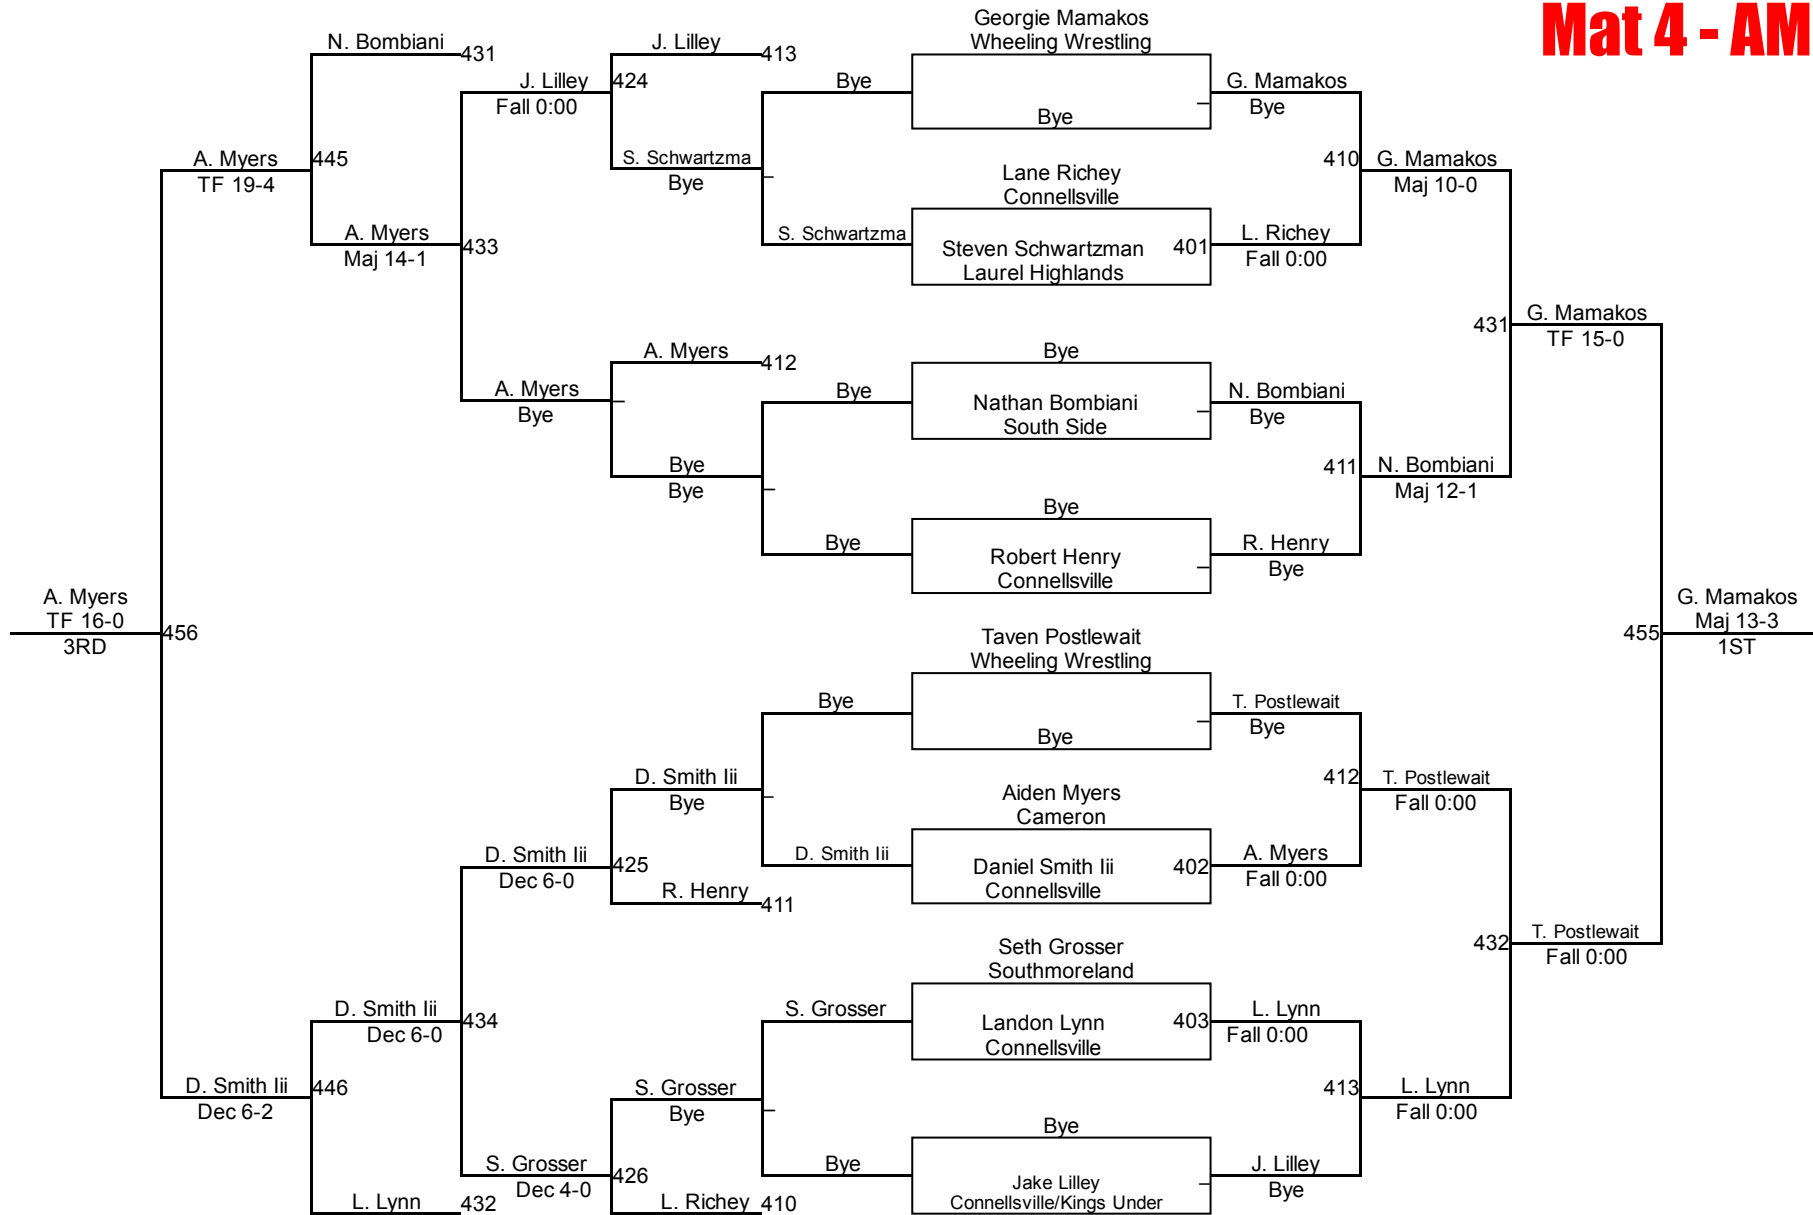 Mat 4 - AM
Georgie Mamakos
Wheeling Wrestling
N. Bombiani
431
J. Lilley
413
J. Lilley
424
Fall 0:00
Bye
Bye
G. Mamakos
Bye
A. Myers
445
TF 19-4
S. Schwartzma
Bye
Lane Richey
Connellsville
410
G. Mamakos
Maj 10-0
A. Myers
433
Maj 14-1
S. Schwartzma
Steven Schwartzman
401
Laurel Highlands
L. Richey
Fall 0:00
431
G. Mamakos
TF 15-0
A. Myers
412
Bye
A. Myers
Bye
Bye
Nathan Bombiani
South Side
N. Bombiani
Bye
Bye
Bye
411
N. Bombiani
Maj 12-1
Bye
Bye
Robert Henry
Connellsville
R. Henry
Bye
A. Myers
TF 16-0
3RD
456
455
G. Mamakos
Maj 13-3
1ST
Taven Postlewait
Wheeling Wrestling
Bye
Bye
T. Postlewait
Bye
D. Smith Iii
Bye
Aiden Myers
Cameron
412
T. Postlewait
Fall 0:00
D. Smith Iii
425
Dec 6-0
D. Smith Iii
Daniel Smith Iii
402
Connellsville
A. Myers
Fall 0:00
R. Henry
411
432
T. Postlewait
Fall 0:00
Seth Grosser
Southmoreland
D. Smith Iii
434
Dec 6-0
S. Grosser
Landon Lynn
403
Connellsville
L. Lynn
Fall 0:00
D. Smith Iii
446
Dec 6-2
S. Grosser
Bye
413
L. Lynn
Fall 0:00
Bye
S. Grosser
426
Dec 4-0
Bye
Jake Lilley
Connellsville/Kings Under
J. Lilley
Bye
L. Lynn
432
L. Richey
410